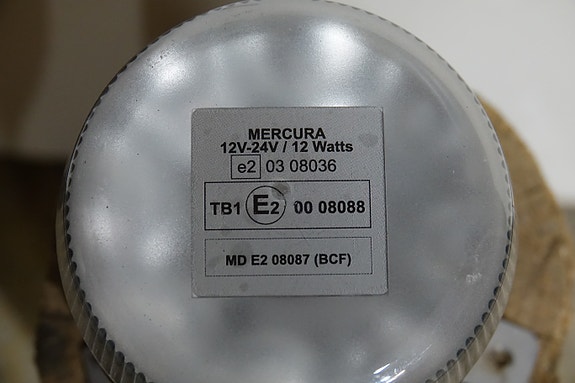 MERCURA
12V-24V / 12 Watts
e2 03 08036
TB1 E2 00 08088
MD E2 08087 (BCF)